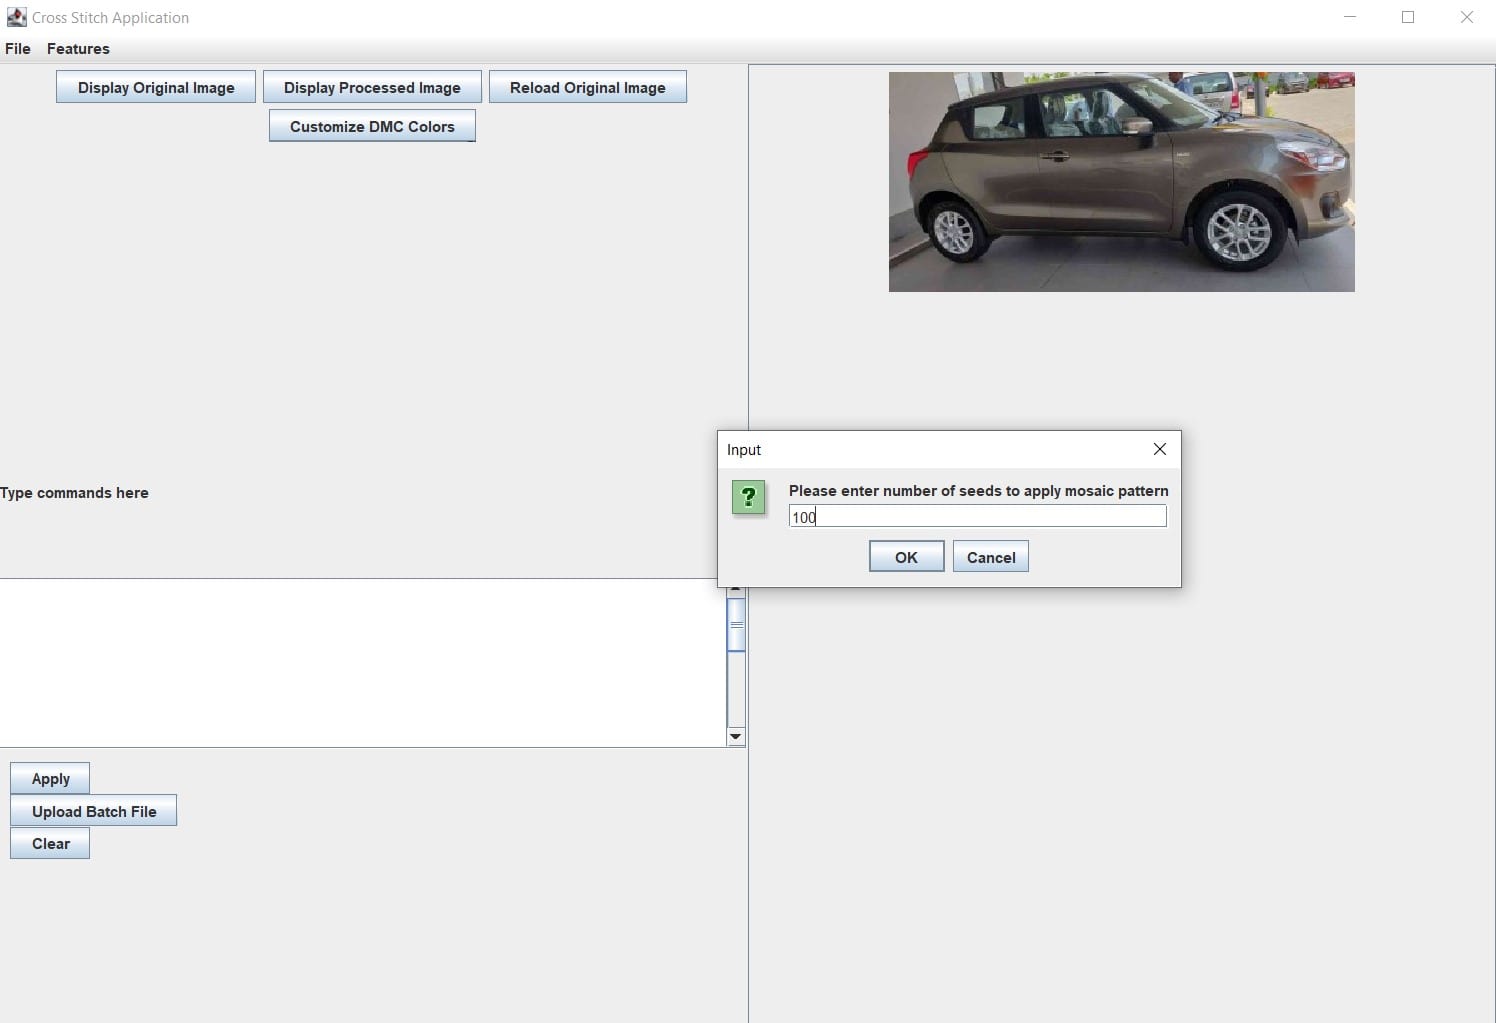 Cross Stitch Application
File Features
Display Original Image Display Processed Image Reload Original Image
Customize DMC Colors
Input
Please enter number of seeds to apply mosaic pattern
100
OK Cancel
Type commands here
Apply
Upload Batch File
Clear